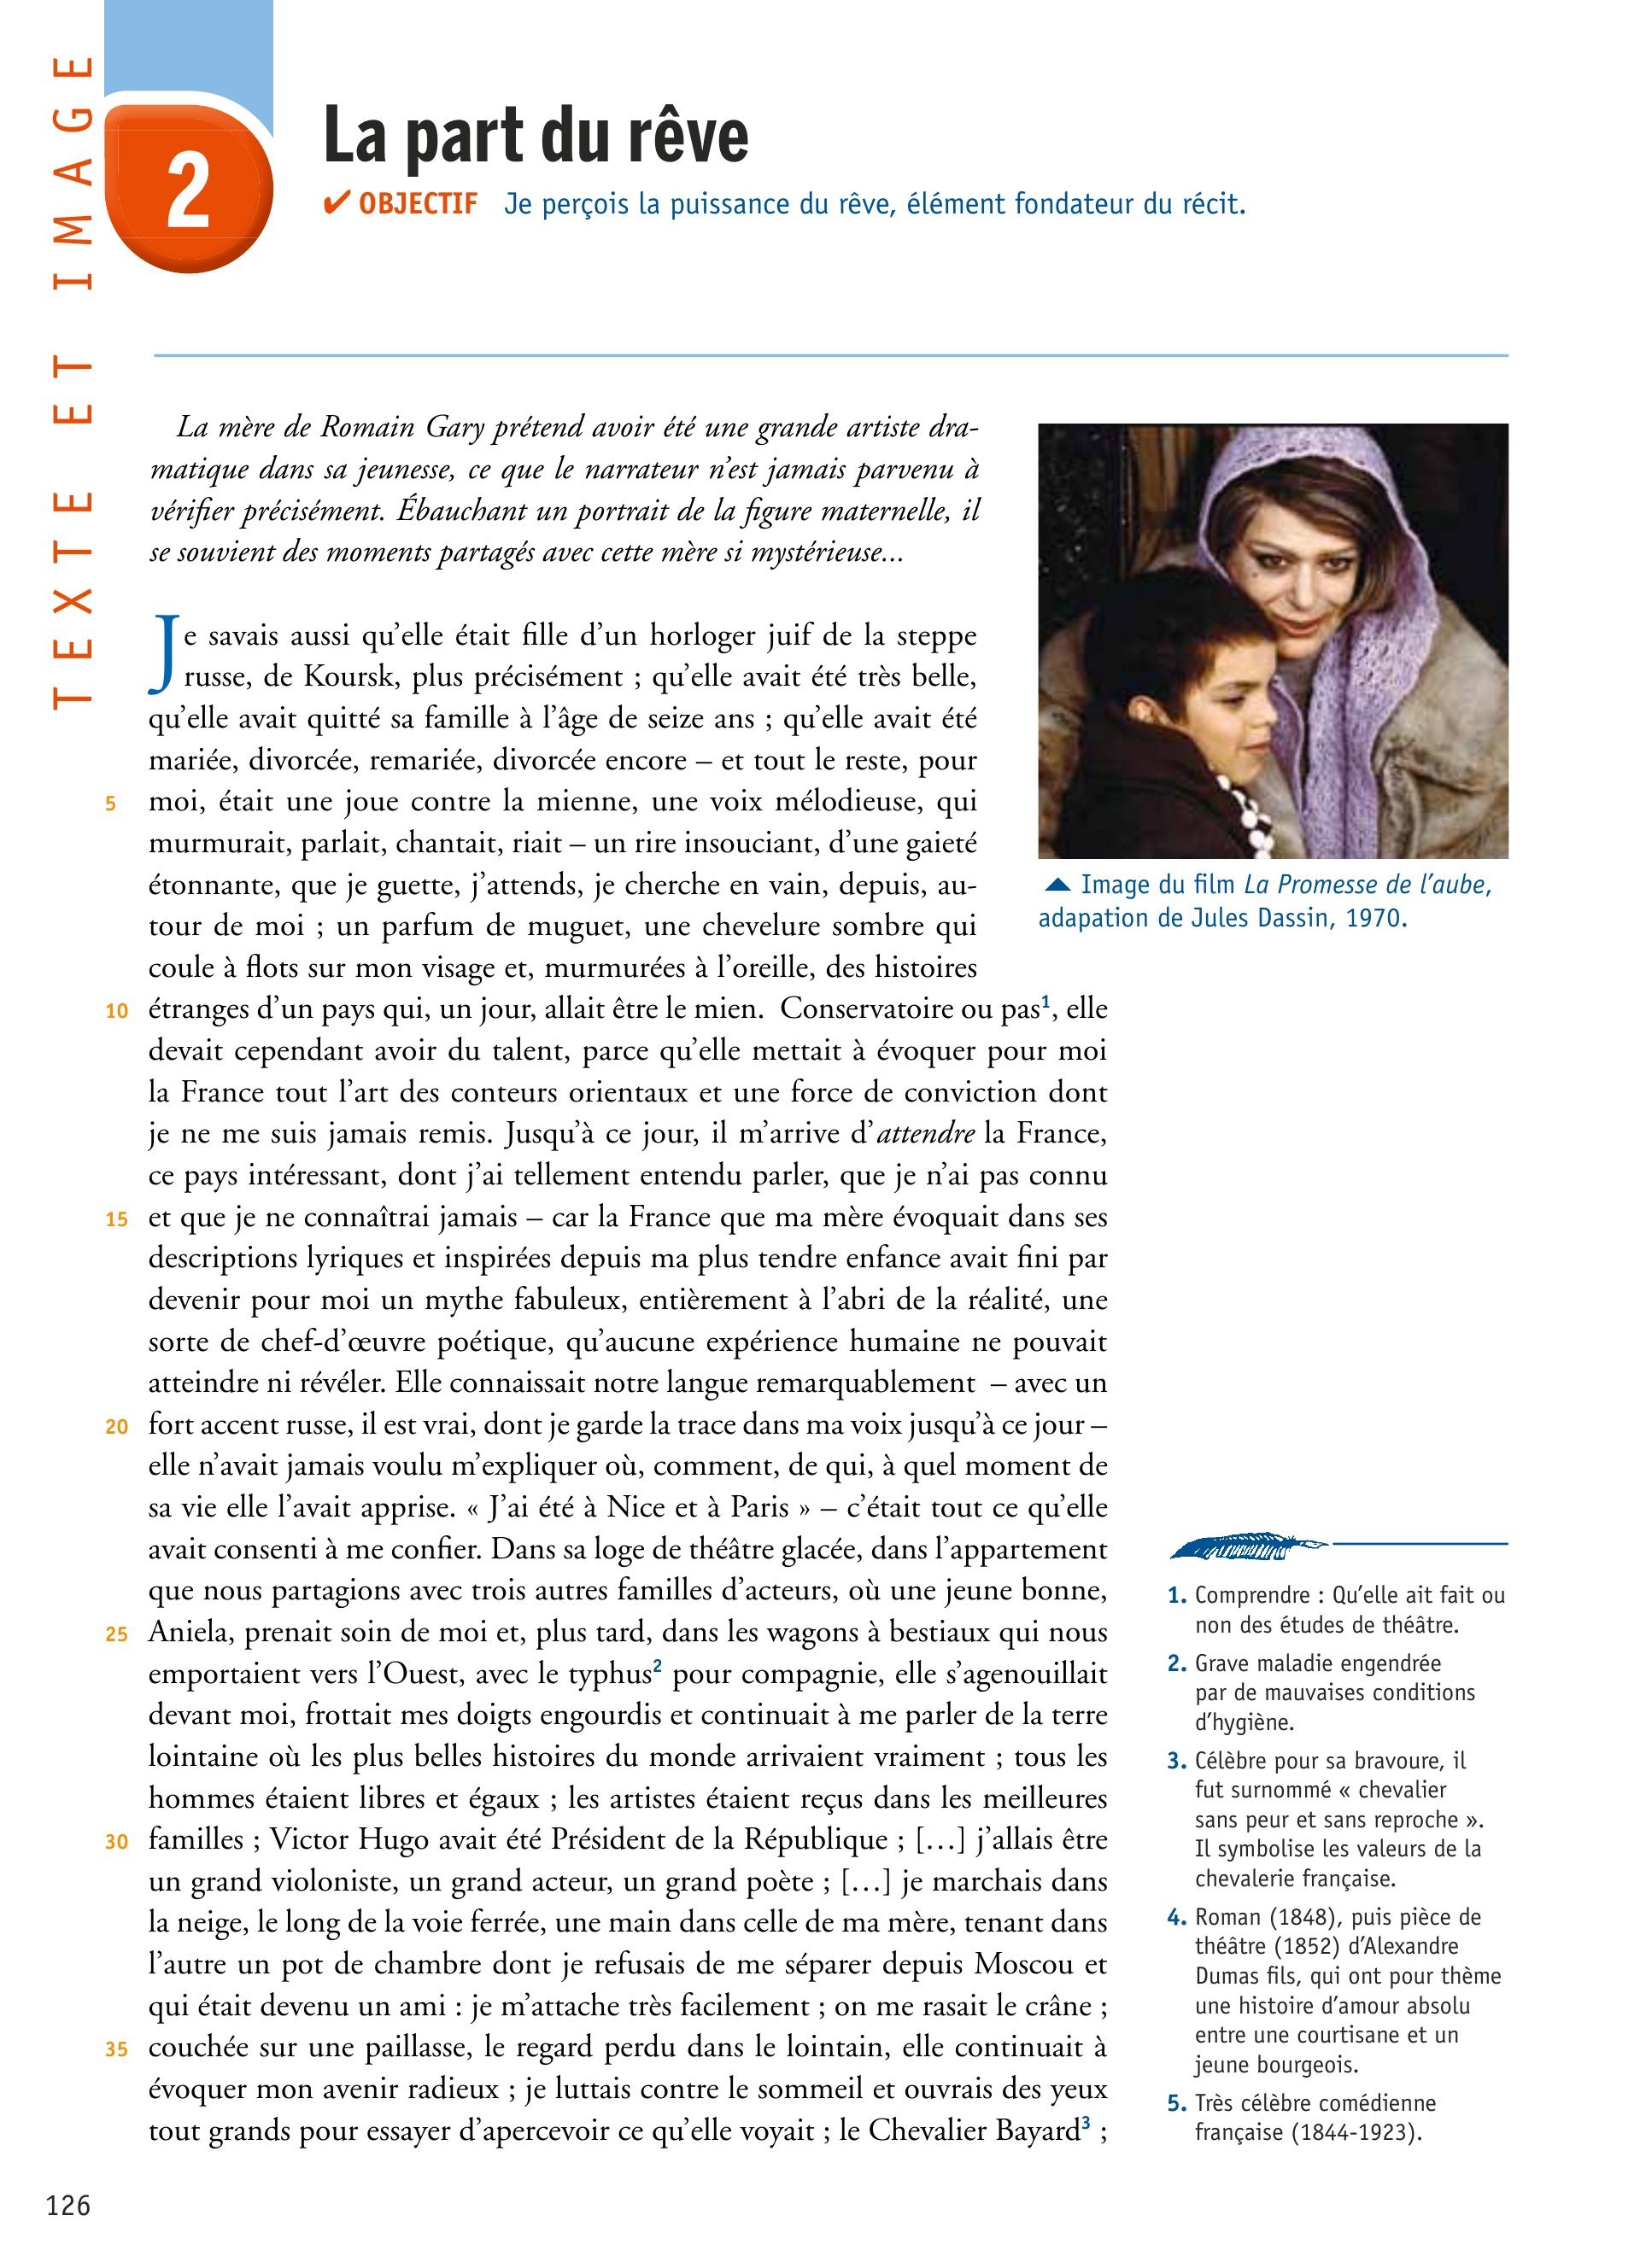 TEXTE ET IMAGE
2
La part du rêve
✔ OBJECTIF Je perçois la puissance du rêve, élément fondateur du récit.
La mère de Romain Gary prétend avoir été une grande artiste dra-
matique dans sa jeunesse, ce que le narrateur n’est jamais parvenu à
vérifier précisément. Ébauchant un portrait de la figure maternelle, il
se souvient des moments partagés avec cette mère si mystérieuse...
Je savais aussi qu’elle était fille d’un horloger juif de la steppe
russe, de Koursk, plus précisément ; qu’elle avait été très belle,
qu’elle avait quitté sa famille à l’âge de seize ans ; qu’elle avait été
mariée, divorcée, remariée, divorcée encore – et tout le reste, pour
5 moi, était une joue contre la mienne, une voix mélodieuse, qui
murmurait, parlait, chantait, riait – un rire insouciant, d’une gaieté
étonnante, que je guette, j’attends, je cherche en vain, depuis, au-
tour de moi ; un parfum de muguet, une chevelure sombre qui
coule à flots sur mon visage et, murmurées à l’oreille, des histoires
10 étranges d’un pays qui, un jour, allait être le mien. Conservatoire ou pas1, elle
devait cependant avoir du talent, parce qu’elle mettait à évoquer pour moi
la France tout l’art des conteurs orientaux et une force de conviction dont
je ne me suis jamais remis. Jusqu’à ce jour, il m’arrive d’attendre la France,
ce pays intéressant, dont j’ai tellement entendu parler, que je n’ai pas connu
15 et que je ne connaîtrai jamais – car la France que ma mère évoquait dans ses
descriptions lyriques et inspirées depuis ma plus tendre enfance avait fini par
devenir pour moi un mythe fabuleux, entièrement à l’abri de la réalité, une
sorte de chef-d’œuvre poétique, qu’aucune expérience humaine ne pouvait
atteindre ni révéler. Elle connaissait notre langue remarquablement – avec un
20 fort accent russe, il est vrai, dont je garde la trace dans ma voix jusqu’à ce jour –
elle n’avait jamais voulu m’expliquer où, comment, de qui, à quel moment de
sa vie elle l’avait apprise. « J’ai été à Nice et à Paris » – c’était tout ce qu’elle
avait consenti à me confier. Dans sa loge de théâtre glacée, dans l’appartement
que nous partagions avec trois autres familles d’acteurs, où une jeune bonne,
25 Aniela, prenait soin de moi et, plus tard, dans les wagons à bestiaux qui nous
emportaient vers l’Ouest, avec le typhus2 pour compagnie, elle s’agenouillait
devant moi, frottait mes doigts engourdis et continuait à me parler de la terre
lointaine où les plus belles histoires du monde arrivaient vraiment ; tous les
hommes étaient libres et égaux ; les artistes étaient reçus dans les meilleures
30 familles ; Victor Hugo avait été Président de la République ; […] j’allais être
un grand violoniste, un grand acteur, un grand poète ; […] je marchais dans
la neige, le long de la voie ferrée, une main dans celle de ma mère, tenant dans
l’autre un pot de chambre dont je refusais de me séparer depuis Moscou et
qui était devenu un ami : je m’attache très facilement ; on me rasait le crâne ;
35 couchée sur une paillasse, le regard perdu dans le lointain, elle continuait à
évoquer mon avenir radieux ; je luttais contre le sommeil et ouvrais des yeux
tout grands pour essayer d’apercevoir ce qu’elle voyait ; le Chevalier Bayard3 ;
▲ Image du film La Promesse de l’aube,
adapation de Jules Dassin, 1970.
1. Comprendre : Qu’elle ait fait ou
non des études de théâtre.
2. Grave maladie engendrée
par de mauvaises conditions
d’hygiène.
3. Célèbre pour sa bravoure, il
fut surnommé « chevalier
sans peur et sans reproche ».
Il symbolise les valeurs de la
chevalerie française.
4. Roman (1848), puis pièce de
théâtre (1852) d’Alexandre
Dumas fils, qui ont pour thème
une histoire d’amour absolu
entre une courtisane et un
jeune bourgeois.
5. Très célèbre comédienne
française (1844-1923).
126